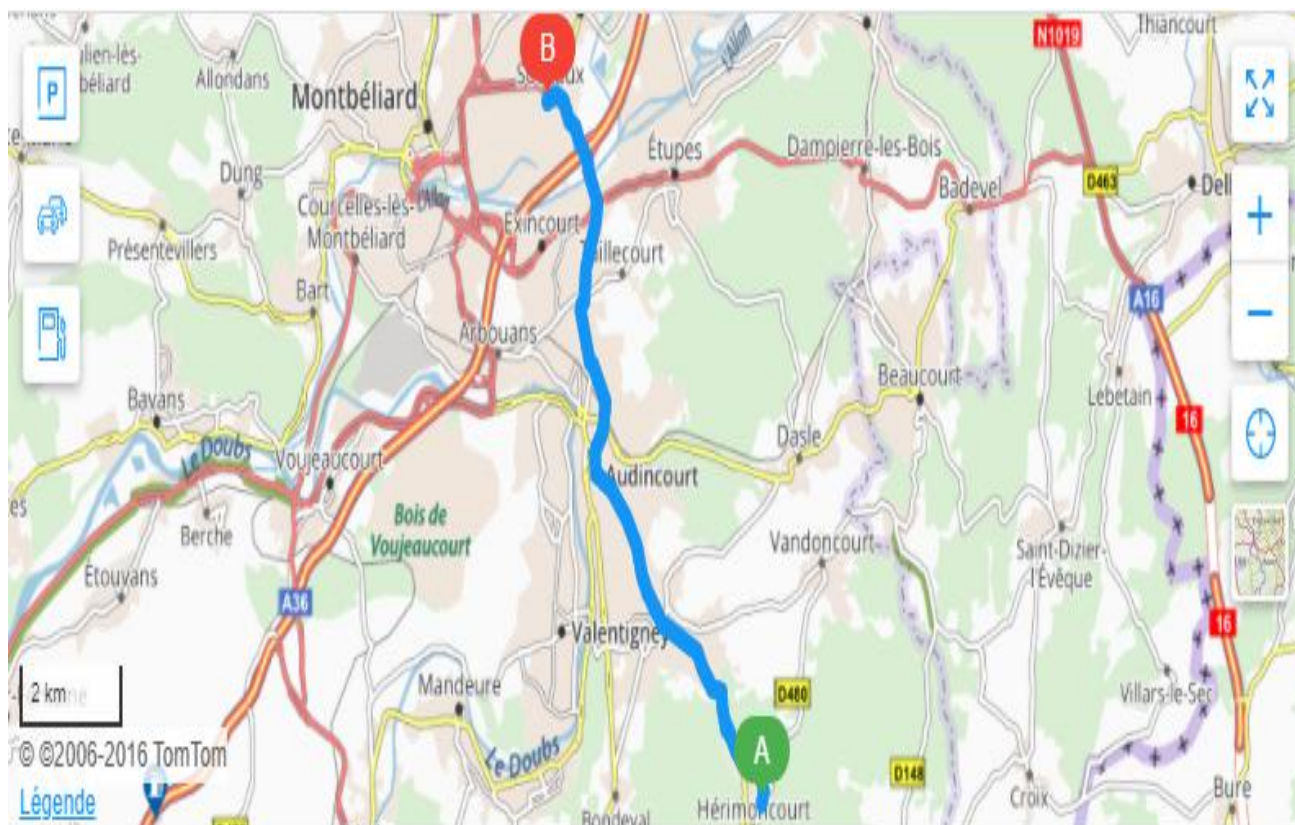 Thiancourt
N1019
B
P
Allondans
béliard
Montbéliard
Étupes
Dampierre-les-Bois
Dung
D463
Badevel
Courcelles-lès-
Montbéliard
Exincourt
+
Présentevillers
Bart
A16
−
Arbouans
Beaucourt
Lebetain
Bavans
16
Dasle
Le Doubs
Voujeaucourt
Audincourt
Bois de
Voujeaucourt
Berche
Vandoncourt
Saint-Dizier-
l'Évêque
Étouvans
A36
16
Valentigney
2 km
Mandeure
D480
Villars-le-Sec
A
© ©2006-2016 TomTom
Le Doubs
D148
Croix
Bure
Légende
Hérimoncourt
Bondeval